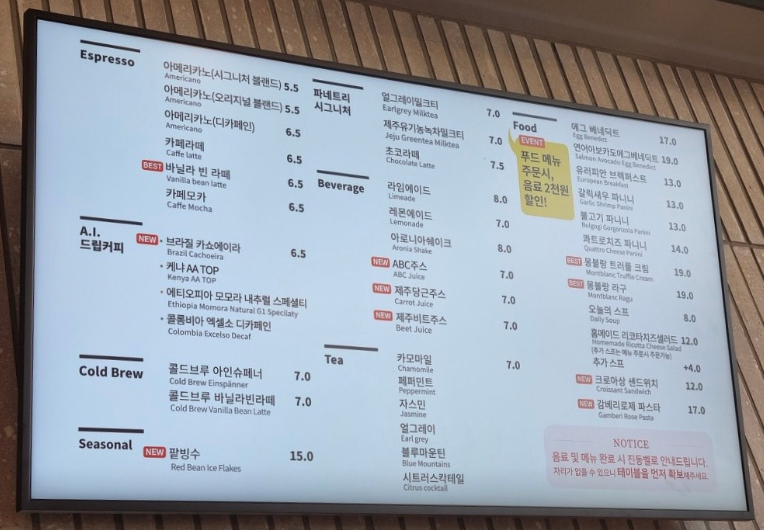 Espresso
아메리카노(시그니처 블랜드) 5.5
Americano
아메리카노(오리지널 블랜드) 5.5
Americano
아메리카노(디카페인) 6.5
Americano
카페라떼 6.5
Caffe latte
BEST 바닐라 빈 라떼 6.5
Vanilla bean latte
카페모카 6.5
Caffe Mocha
A.I.
드립커피
NEW • 브라질 카쇼에이라 6.5
Brazil Cachoeira
• 케냐 AA TOP
Kenya AA TOP
• 에티오피아 모모라 내추럴 스페셜티
Ethiopia Momora Natural G1 Specilaty
• 콜롬비아 엑셀소 디카페인
Colombia Excelso Decaf
Cold Brew
콜드브루 아인슈페너 7.0
Cold Brew Einspänner
콜드브루 바닐라빈라떼 7.0
Cold Brew Vanilla Bean Latte
Seasonal
NEW 팥빙수 15.0
Red Bean Ice Flakes
파네트리
시그니처
얼그레이밀크티 7.0
Earlgrey Milktea
제주유기농녹차밀크티 7.0
Jeju Greentea Milktea
초코라떼 7.5
Chocolate Latte
Beverage
라임에이드 8.0
Limeade
레몬에이드 7.0
Lemonade
아로니아쉐이크 8.0
Aronia Shake
NEW ABC주스 7.0
ABC Juice
NEW 제주당근주스 7.0
Carrot Juice
NEW 제주비트주스 7.0
Beet Juice
Tea
카모마일 7.0
Chamomile
페퍼민트
Peppermint
자스민
Jasmine
얼그레이
Earl grey
블루마운틴
Blue Mountains
시트러스칵테일
Citrus cocktail
Food
EVENT
푸드 메뉴
주문시,
음료 2천원
할인!
에그 베네딕트 17.0
Egg Benedict
연어아보카도에그베네딕트 19.0
Salmon Avocado Egg Benedict
유러피안 브렉퍼스트 13.0
European Breakfast
갈릭새우 파니니 13.0
Garlic Shrimp Panini
불고기 파니니 13.0
Bulgogi Gorgonzola Panini
콰트로치즈 파니니 14.0
Quattro Cheese Panini
BEST 몽블랑 트러플 크림 19.0
Montblanc Truffle Cream
BEST 몽블랑 라구 19.0
Montblanc Ragu
오늘의 스프 8.0
Daily Soup
홈메이드 리코타치즈샐러드 12.0
Homemade Ricotta Cheese Salad
(추가 스프는 메뉴 주문시 주문가능)
추가 스프 +4.0
NEW 크로아상 샌드위치 12.0
Croissant Sandwich
NEW 감베리로제 파스타 17.0
Gamberi Rose Pasta
NOTICE
음료 및 메뉴 완료 시 진동벨로 안내드립니다.
자리가 없을 수 있으니 테이블을 먼저 확보해주세요.